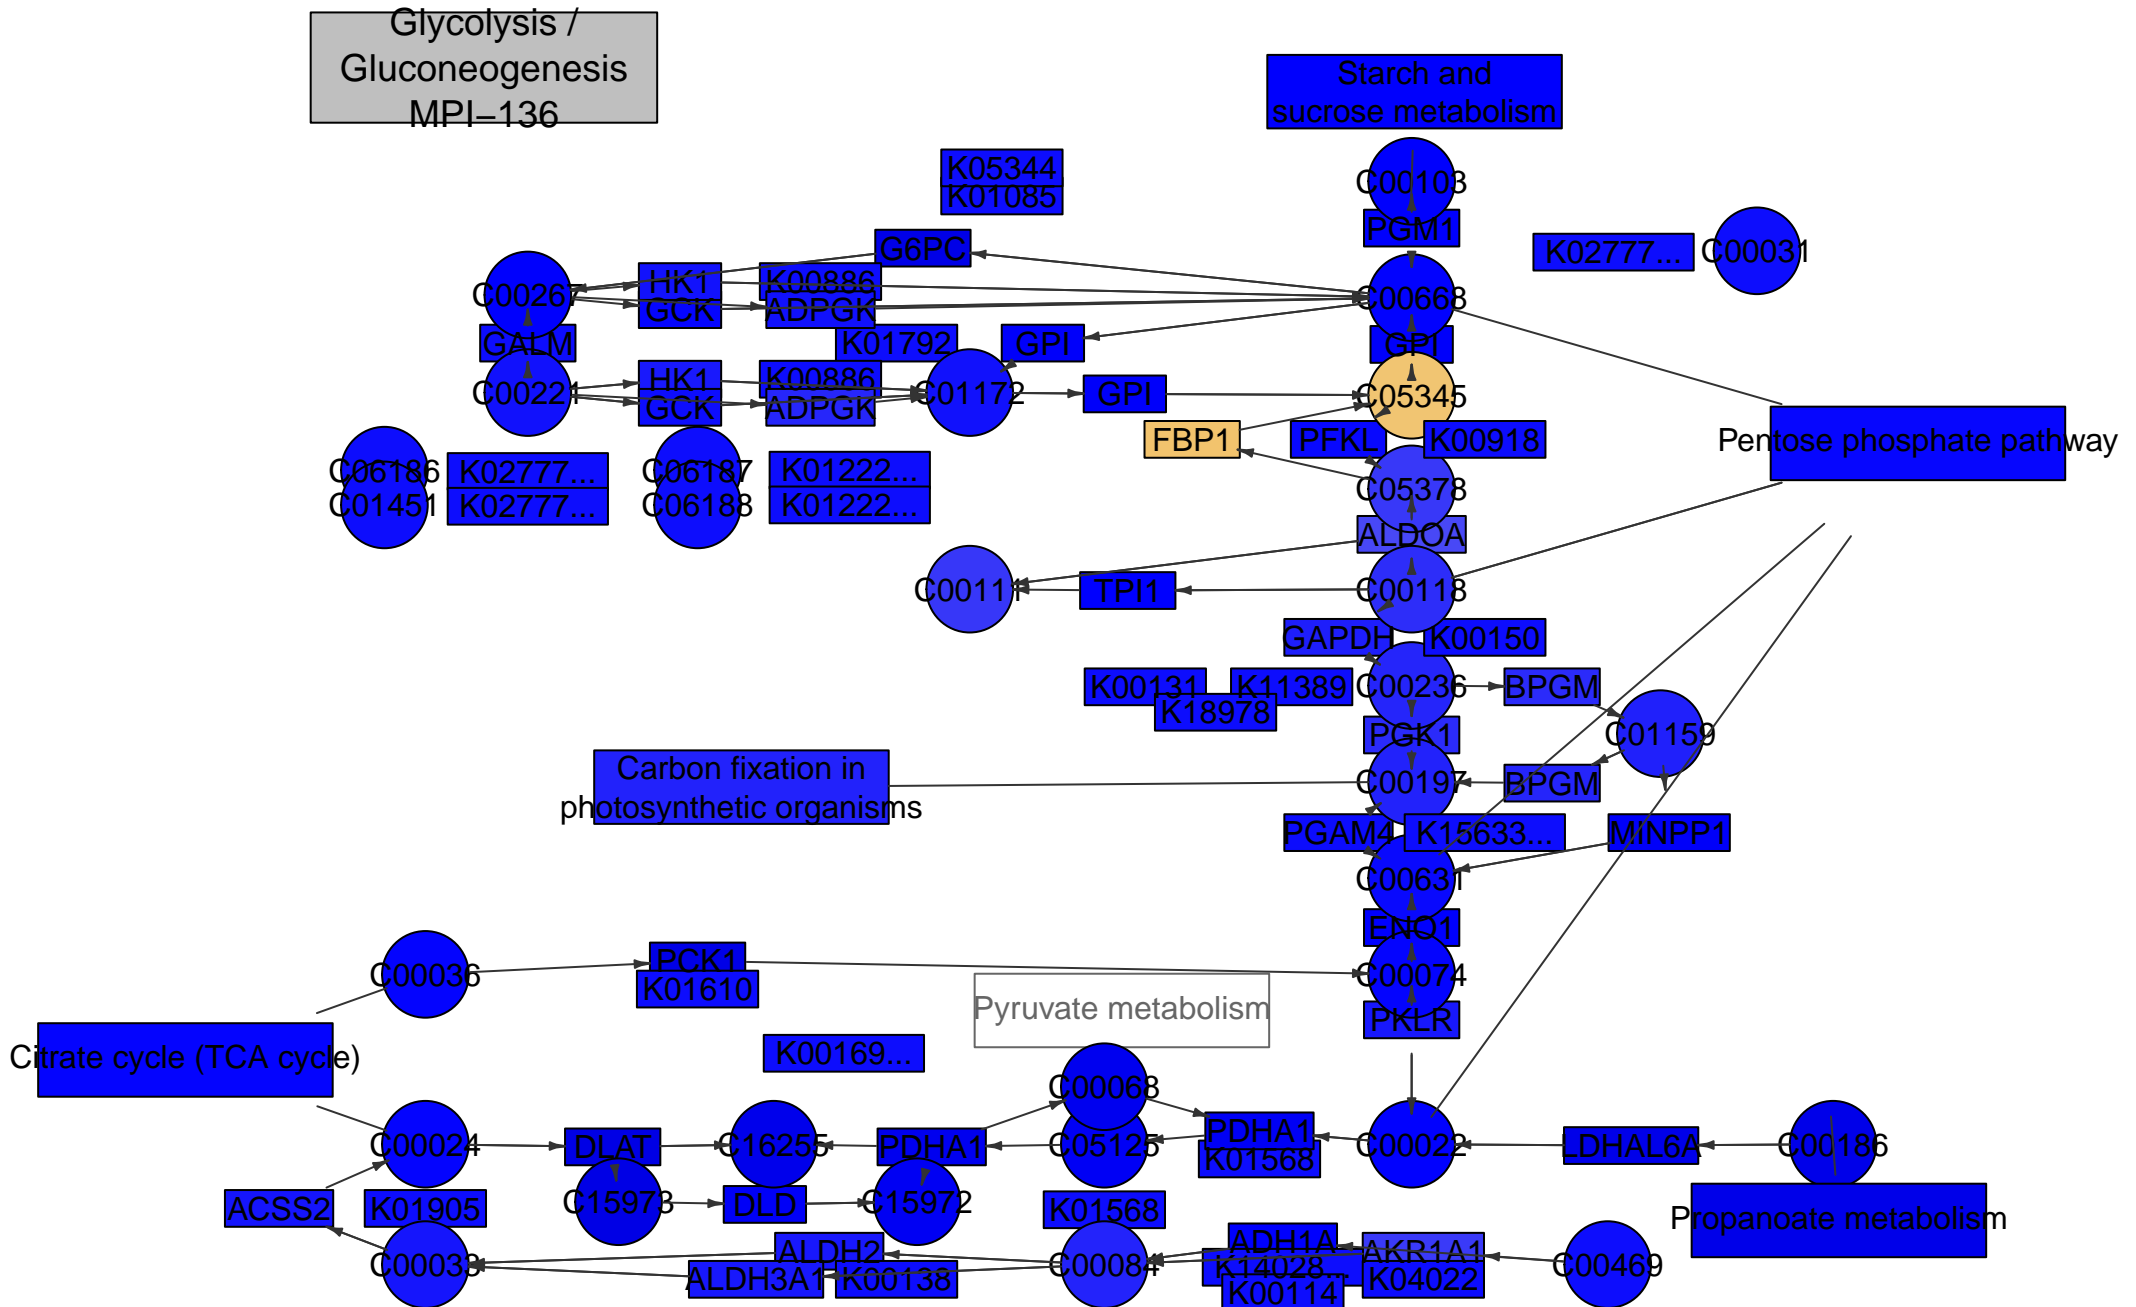 Glycolysis /
Gluconeogenesis
MPI–136
Starch and
sucrose metabolism
K05344
K01085
C00103
PGM1
G6PC
K02777...
C00031
C00267
HK1
K00886
GCK
ADPGK
C00668
GALM
K01792
GPI
GPI
C00221
HK1
K00886
GCK
ADPGK
C01172
GPI
C05345
FBP1
PFKL
K00918
Pentose phosphate pathway
C06186
K02777...
C06187
K01222...
C01451
K02777...
C06188
K01222...
C05378
ALDOA
C00111
TPI1
C00118
GAPDH
K00150
K00131
K11389
K18978
C00236
BPGM
PGK1
C01159
Carbon fixation in
photosynthetic organisms
C00197
BPGM
PGAM4
K15633...
MINPP1
C00631
ENO1
C00036
PCK1
K01610
C00074
Pyruvate metabolism
PKLR
Citrate cycle (TCA cycle)
K00169...
C00068
C00024
DLAT
C16255
PDHA1
C05125
PDHA1
K01568
C00022
LDHAL6A
C00186
ACSS2
K01905
C15973
DLD
C15972
K01568
Propanoate metabolism
C00033
ALDH2
ALDH3A1
K00138
C00084
ADH1A
K14028...
K00114
AKR1A1
K04022
C00469